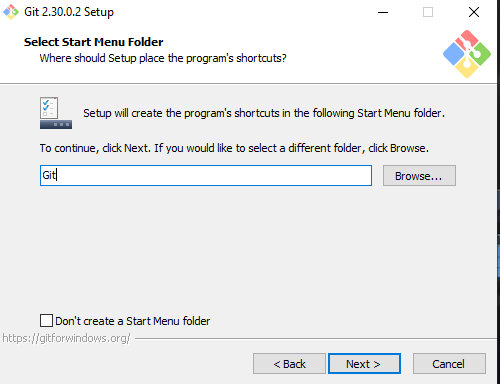 Git 2.30.0.2 Setup
Select Start Menu Folder
Where should Setup place the program's shortcuts?
Setup will create the program's shortcuts in the following Start Menu folder.
To continue, click Next. If you would like to select a different folder, click Browse.
Git
Browse...
Don't create a Start Menu folder
https://gitforwindows.org/
< Back
Next >
Cancel